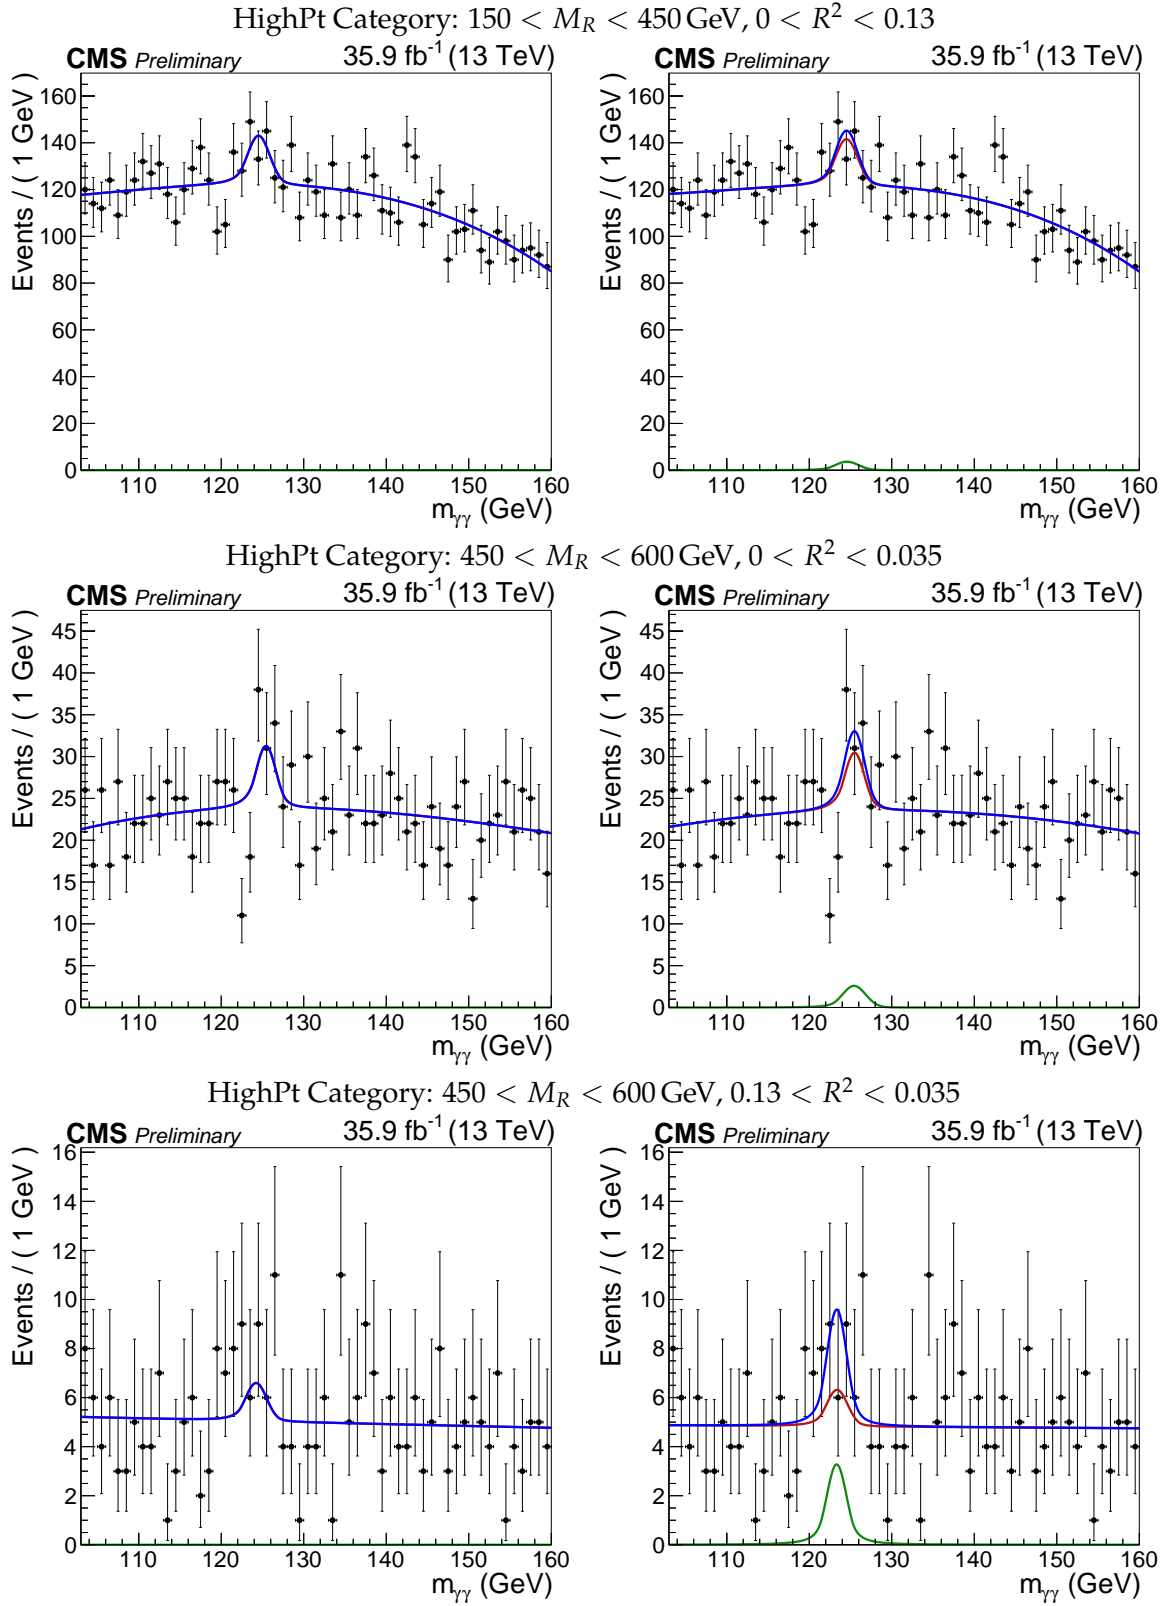 HighPt Category: 150 < M_R < 450 GeV, 0 < R² < 0.13
CMS Preliminary 35.9 fb⁻¹ (13 TeV)
Events / ( 1 GeV )
160
140
120
100
80
60
40
20
0
110 120 130 140 150 160
m_γγ (GeV)
CMS Preliminary 35.9 fb⁻¹ (13 TeV)
Events / ( 1 GeV )
160
140
120
100
80
60
40
20
0
110 120 130 140 150 160
m_γγ (GeV)
HighPt Category: 450 < M_R < 600 GeV, 0 < R² < 0.035
CMS Preliminary 35.9 fb⁻¹ (13 TeV)
Events / ( 1 GeV )
45
40
35
30
25
20
15
10
5
0
110 120 130 140 150 160
m_γγ (GeV)
CMS Preliminary 35.9 fb⁻¹ (13 TeV)
Events / ( 1 GeV )
45
40
35
30
25
20
15
10
5
0
110 120 130 140 150 160
m_γγ (GeV)
HighPt Category: 450 < M_R < 600 GeV, 0.13 < R² < 0.035
CMS Preliminary 35.9 fb⁻¹ (13 TeV)
Events / ( 1 GeV )
16
14
12
10
8
6
4
2
0
110 120 130 140 150 160
m_γγ (GeV)
CMS Preliminary 35.9 fb⁻¹ (13 TeV)
Events / ( 1 GeV )
16
14
12
10
8
6
4
2
0
110 120 130 140 150 160
m_γγ (GeV)